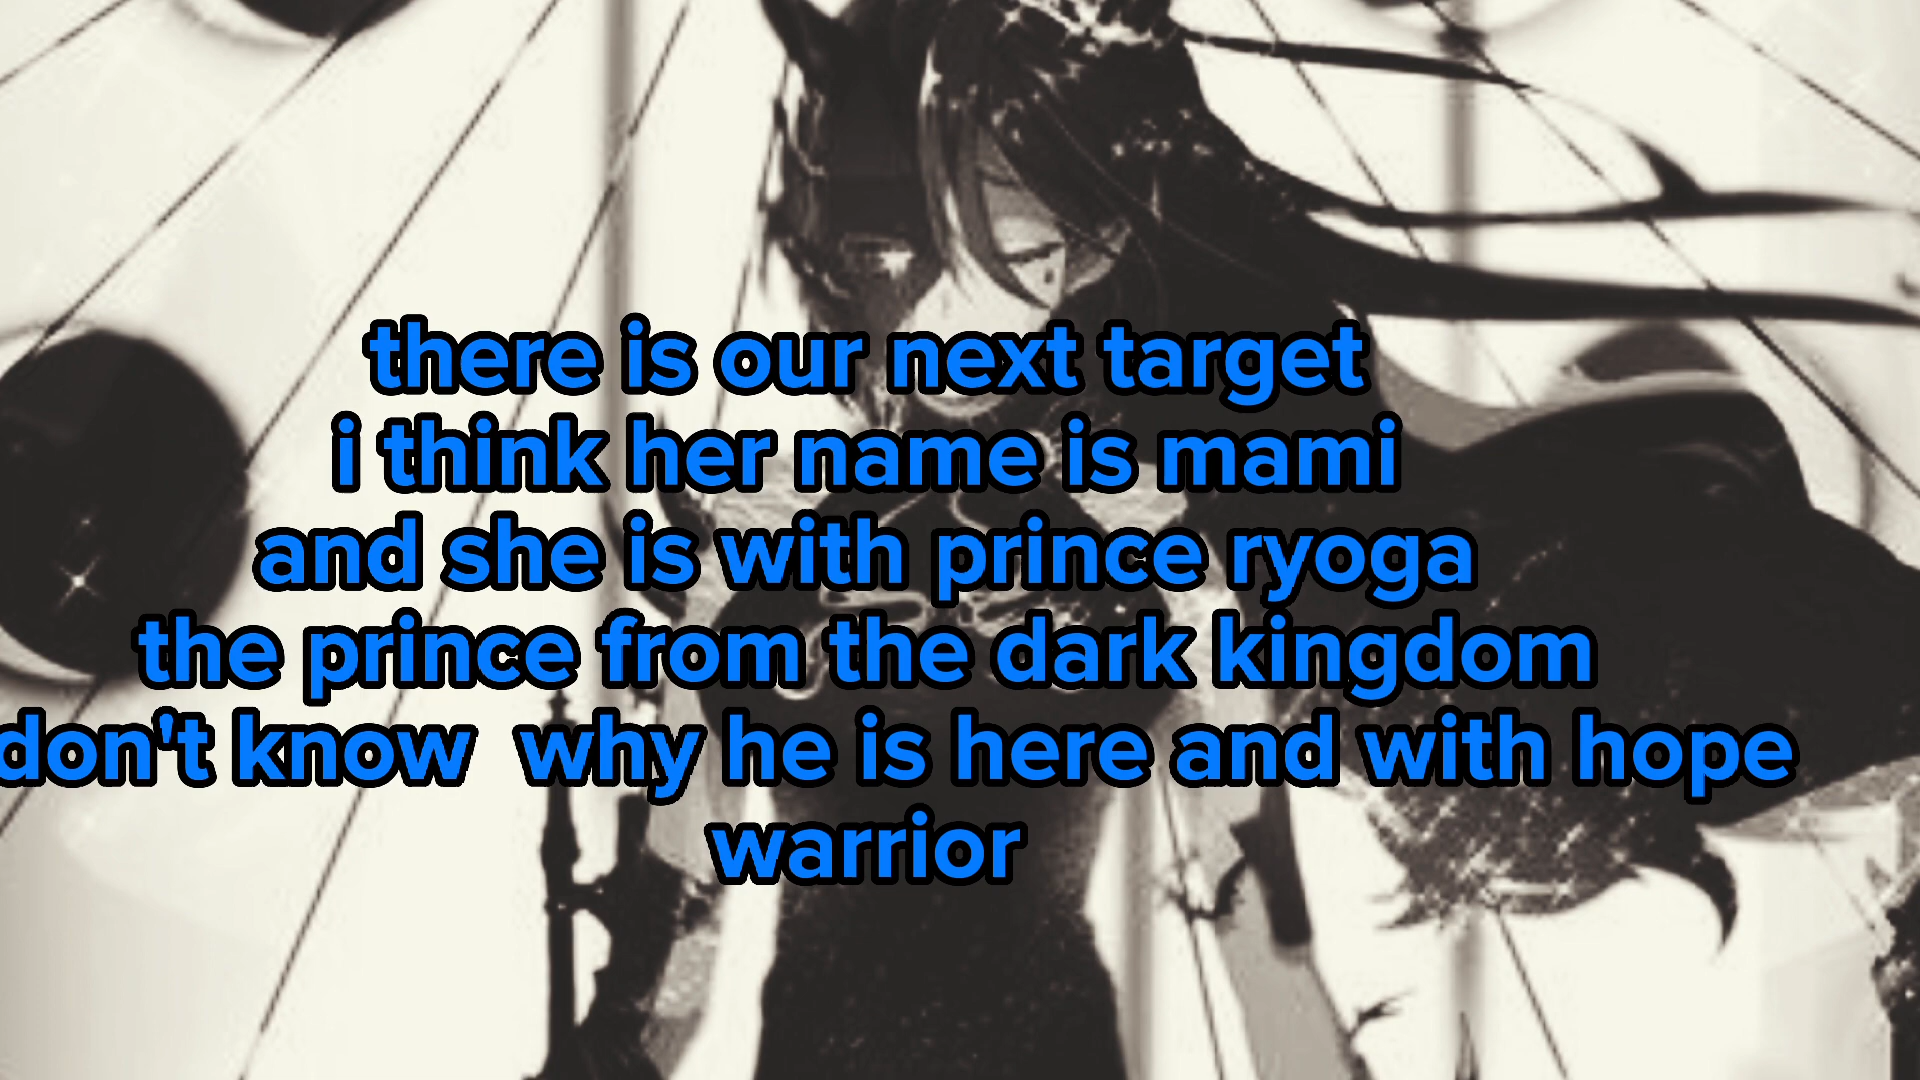 there is our next target
i think her name is mami
and she is with prince ryoga
the prince from the dark kingdom
don't know  why he is here and with hope
warrior